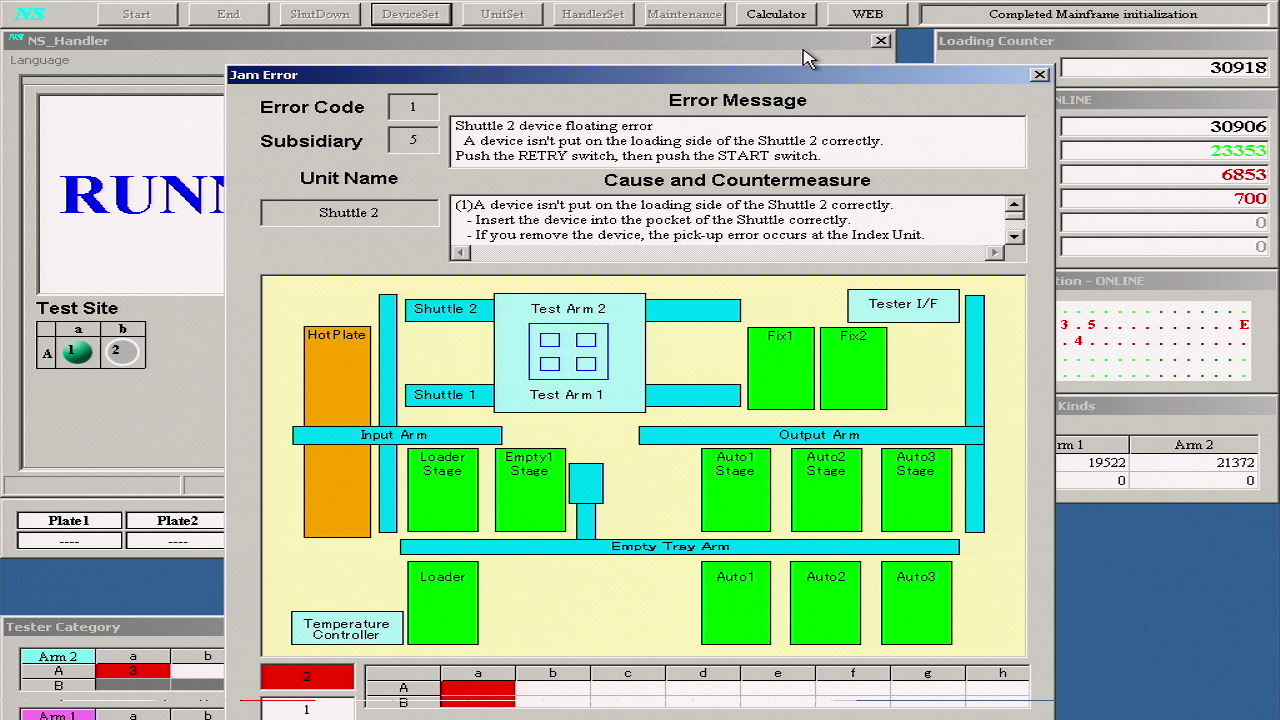 NS Start End ShutDown DeviceSet UnitSet HandlerSet Maintenance Calculator WEB Completed Mainframe initialization
NS NS_Handler
Language
Loading Counter
30918
NLINE
30906
23353
6853
700
0
0
tion - ONLINE
3 . 5 . . . . . . . . E
. 4 . . . . . . . . .
Kinds
rm 1 Arm 2
19522 21372
0 0
RUNN
Test Site
a b
A 1 2
Plate1 Plate2
---- ----
Tester Category
Arm 2 a b
A 3
B
Arm 1 a b
Jam Error
Error Code 1
Subsidiary 5
Unit Name
Shuttle 2
Error Message
Shuttle 2 device floating error
A device isn't put on the loading side of the Shuttle 2 correctly.
Push the RETRY switch, then push the START switch.
Cause and Countermeasure
(1)A device isn't put on the loading side of the Shuttle 2 correctly.
- Insert the device into the pocket of the Shuttle correctly.
- If you remove the device, the pick-up error occurs at the Index Unit.
Shuttle 2 Test Arm 2 Tester I/F
HotPlate Fix1 Fix2
Shuttle 1 Test Arm 1
Input Arm Output Arm
Loader Stage
Empty1 Stage
Auto1 Stage
Auto2 Stage
Auto3 Stage
Empty Tray Arm
Loader Auto1 Auto2 Auto3
Temperature
Controller
2
1
a b c d e f g h
A
B